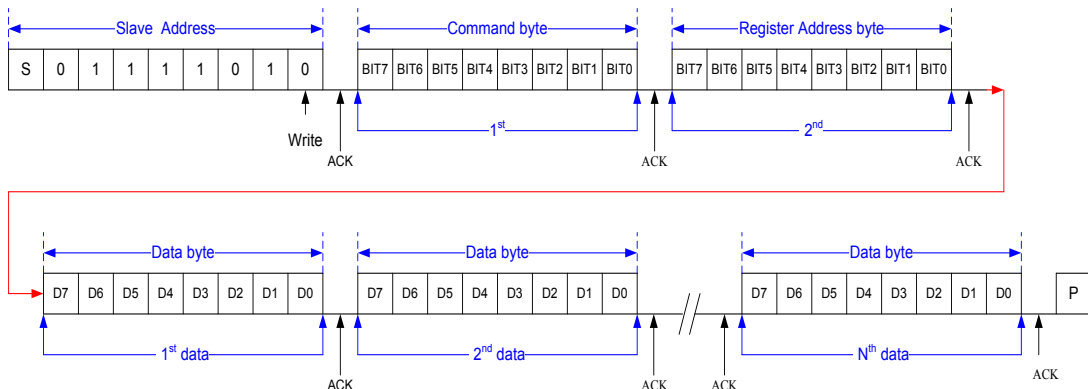 Slave Address Command byte Register Address byte
S 0 1 1 1 1 0 1 0 BIT7 BIT6 BIT5 BIT4 BIT3 BIT2 BIT1 BIT0 BIT7 BIT6 BIT5 BIT4 BIT3 BIT2 BIT1 BIT0
Write 1st 2nd
ACK ACK ACK
Data byte Data byte Data byte
D7 D6 D5 D4 D3 D2 D1 D0 D7 D6 D5 D4 D3 D2 D1 D0 // D7 D6 D5 D4 D3 D2 D1 D0 P
1st data 2nd data Nth data
ACK ACK ACK ACK